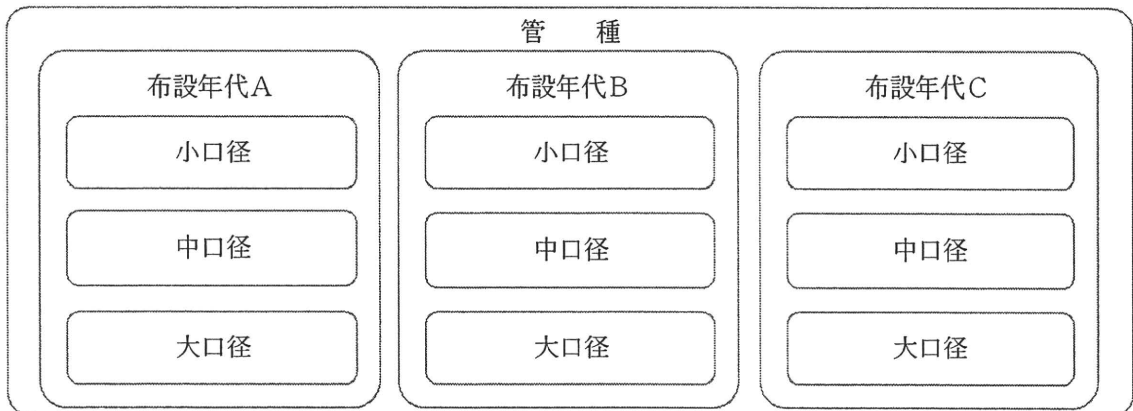 管　種
布設年代A
小口径
中口径
大口径
布設年代B
小口径
中口径
大口径
布設年代C
小口径
中口径
大口径